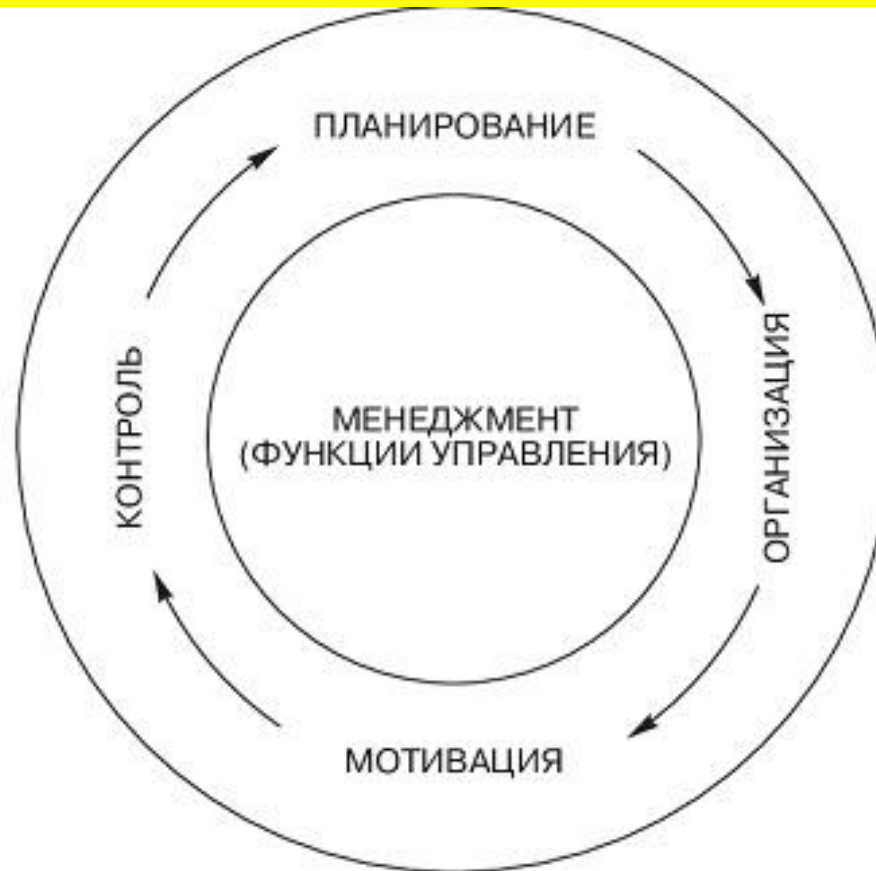 ПЛАНИРОВАНИЕ
ОРГАНИЗАЦИЯ
МОТИВАЦИЯ
КОНТРОЛЬ
МЕНЕДЖМЕНТ
(ФУНКЦИИ УПРАВЛЕНИЯ)